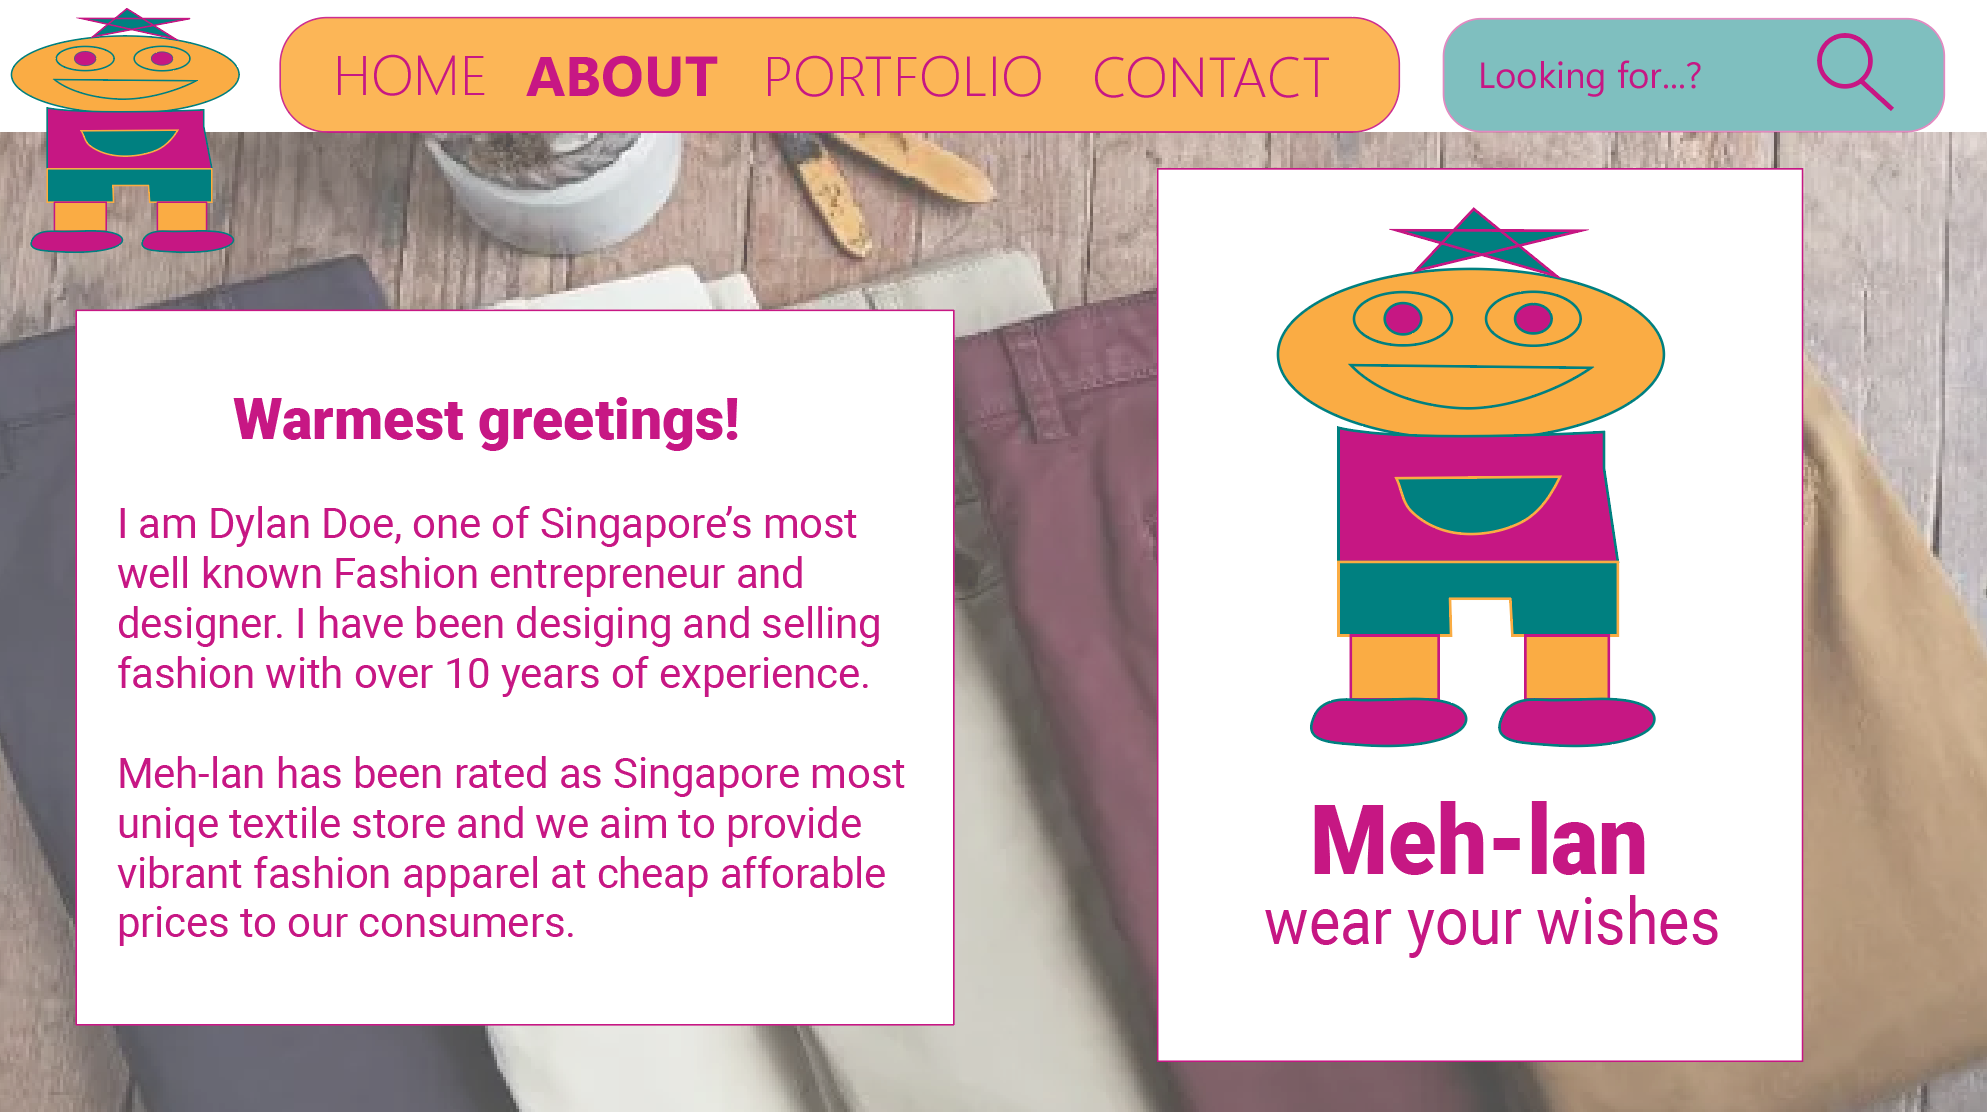 HOME ABOUT PORTFOLIO CONTACT
Looking for...?
Warmest greetings!
I am Dylan Doe, one of Singapore’s most
well known Fashion entrepreneur and
designer. I have been desiging and selling
fashion with over 10 years of experience.
Meh-lan has been rated as Singapore most
uniqe textile store and we aim to provide
vibrant fashion apparel at cheap afforable
prices to our consumers.
Meh-lan
wear your wishes